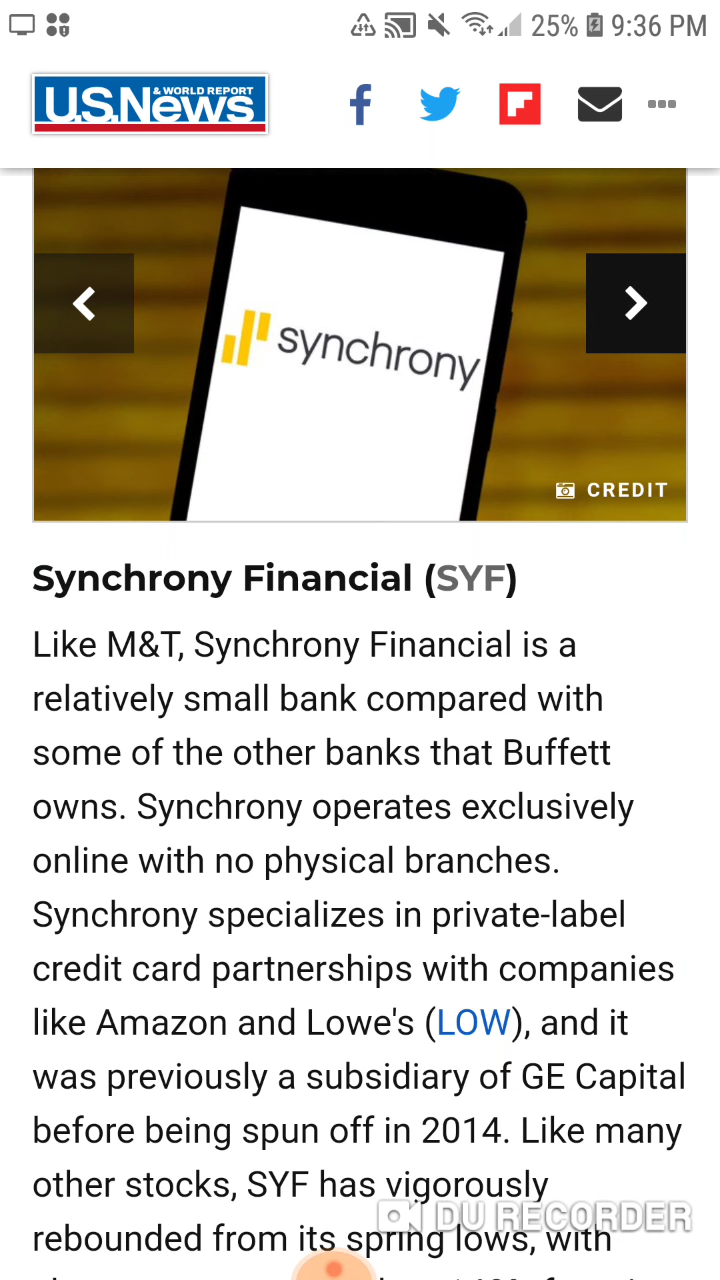 25% 9:36 PM
U.S.News
& WORLD REPORT
synchrony
CREDIT
Synchrony Financial (SYF)
Like M&T, Synchrony Financial is a
relatively small bank compared with
some of the other banks that Buffett
owns. Synchrony operates exclusively
online with no physical branches.
Synchrony specializes in private-label
credit card partnerships with companies
like Amazon and Lowe's (LOW), and it
was previously a subsidiary of GE Capital
before being spun off in 2014. Like many
other stocks, SYF has vigorously
DU RECORDER
rebounded from its spring lows, with